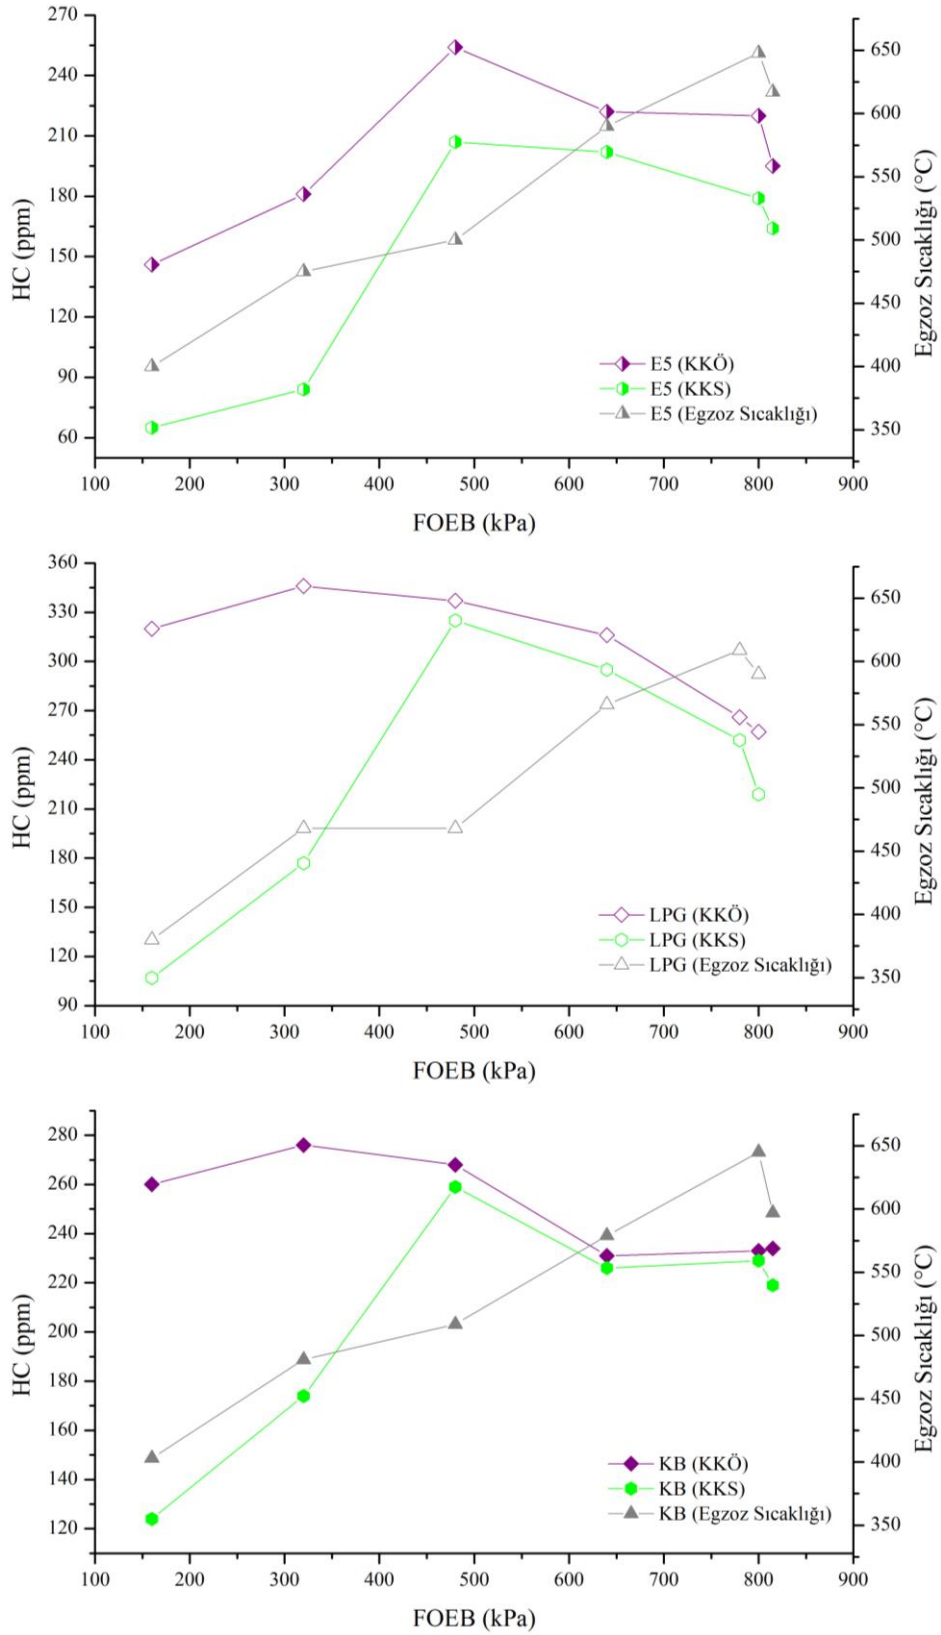 270
240
210
180
150
120
90
60
HC (ppm)
650
600
550
500
450
400
350
Egzoz Sıcaklığı (°C)
E5 (KKÖ)
E5 (KKS)
E5 (Egzoz Sıcaklığı)
100 200 300 400 500 600 700 800 900
FOEB (kPa)
360
330
300
270
240
210
180
150
120
90
HC (ppm)
650
600
550
500
450
400
350
Egzoz Sıcaklığı (°C)
LPG (KKÖ)
LPG (KKS)
LPG (Egzoz Sıcaklığı)
100 200 300 400 500 600 700 800 900
FOEB (kPa)
280
260
240
220
200
180
160
140
120
HC (ppm)
650
600
550
500
450
400
350
Egzoz Sıcaklığı (°C)
KB (KKÖ)
KB (KKS)
KB (Egzoz Sıcaklığı)
100 200 300 400 500 600 700 800 900
FOEB (kPa)